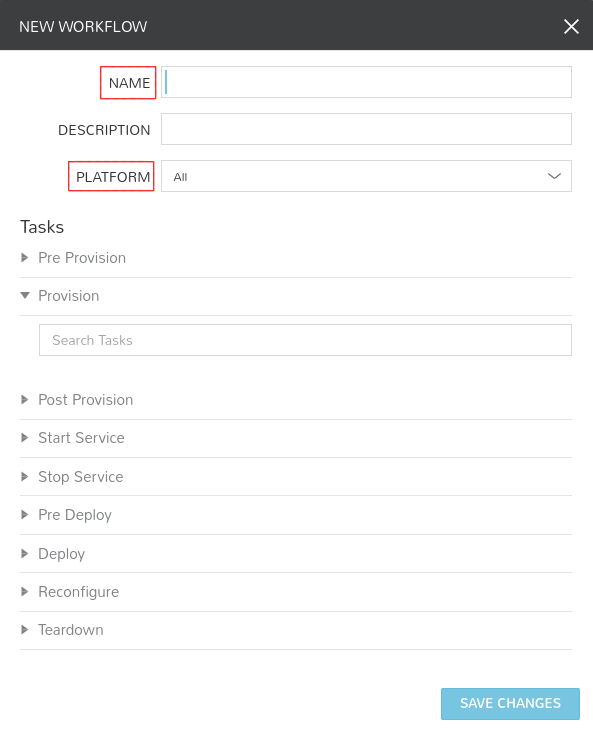 NEW WORKFLOW
NAME
DESCRIPTION
PLATFORM All
Tasks
Pre Provision
Provision
Search Tasks
Post Provision
Start Service
Stop Service
Pre Deploy
Deploy
Reconfigure
Teardown
SAVE CHANGES